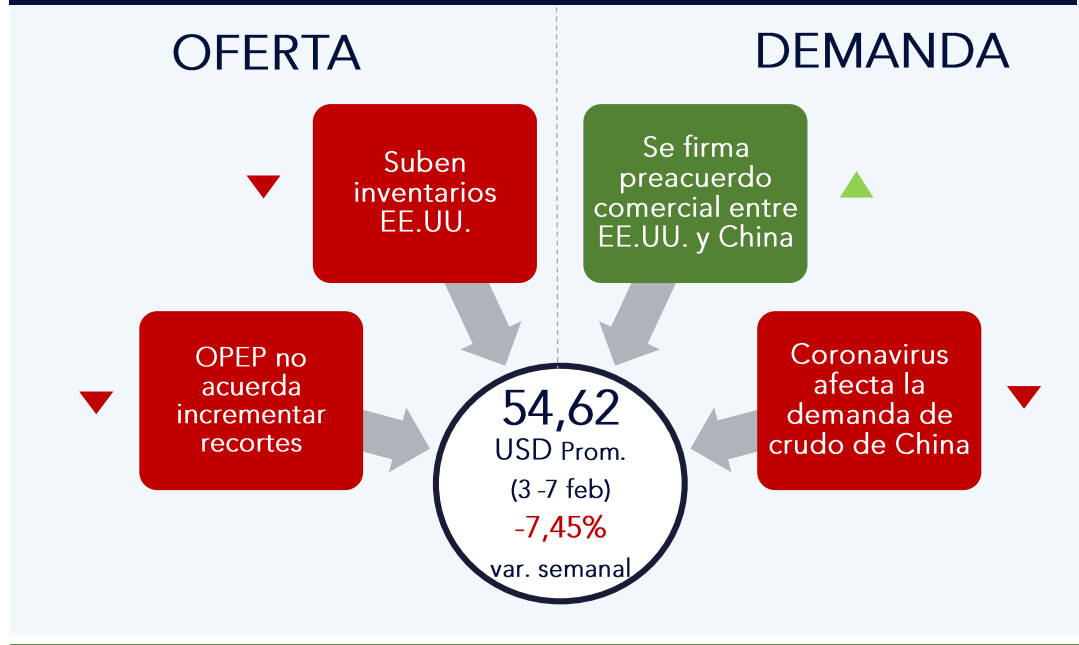 OFERTA
DEMANDA
Suben
inventarios
EE.UU.
Se firma
preacuerdo
comercial entre
EE.UU. y China
OPEP no
acuerda
incrementar
recortes
Coronavirus
afecta la
demanda de
crudo de China
54,62
USD Prom.
(3 -7 feb)
-7,45%
var. semanal